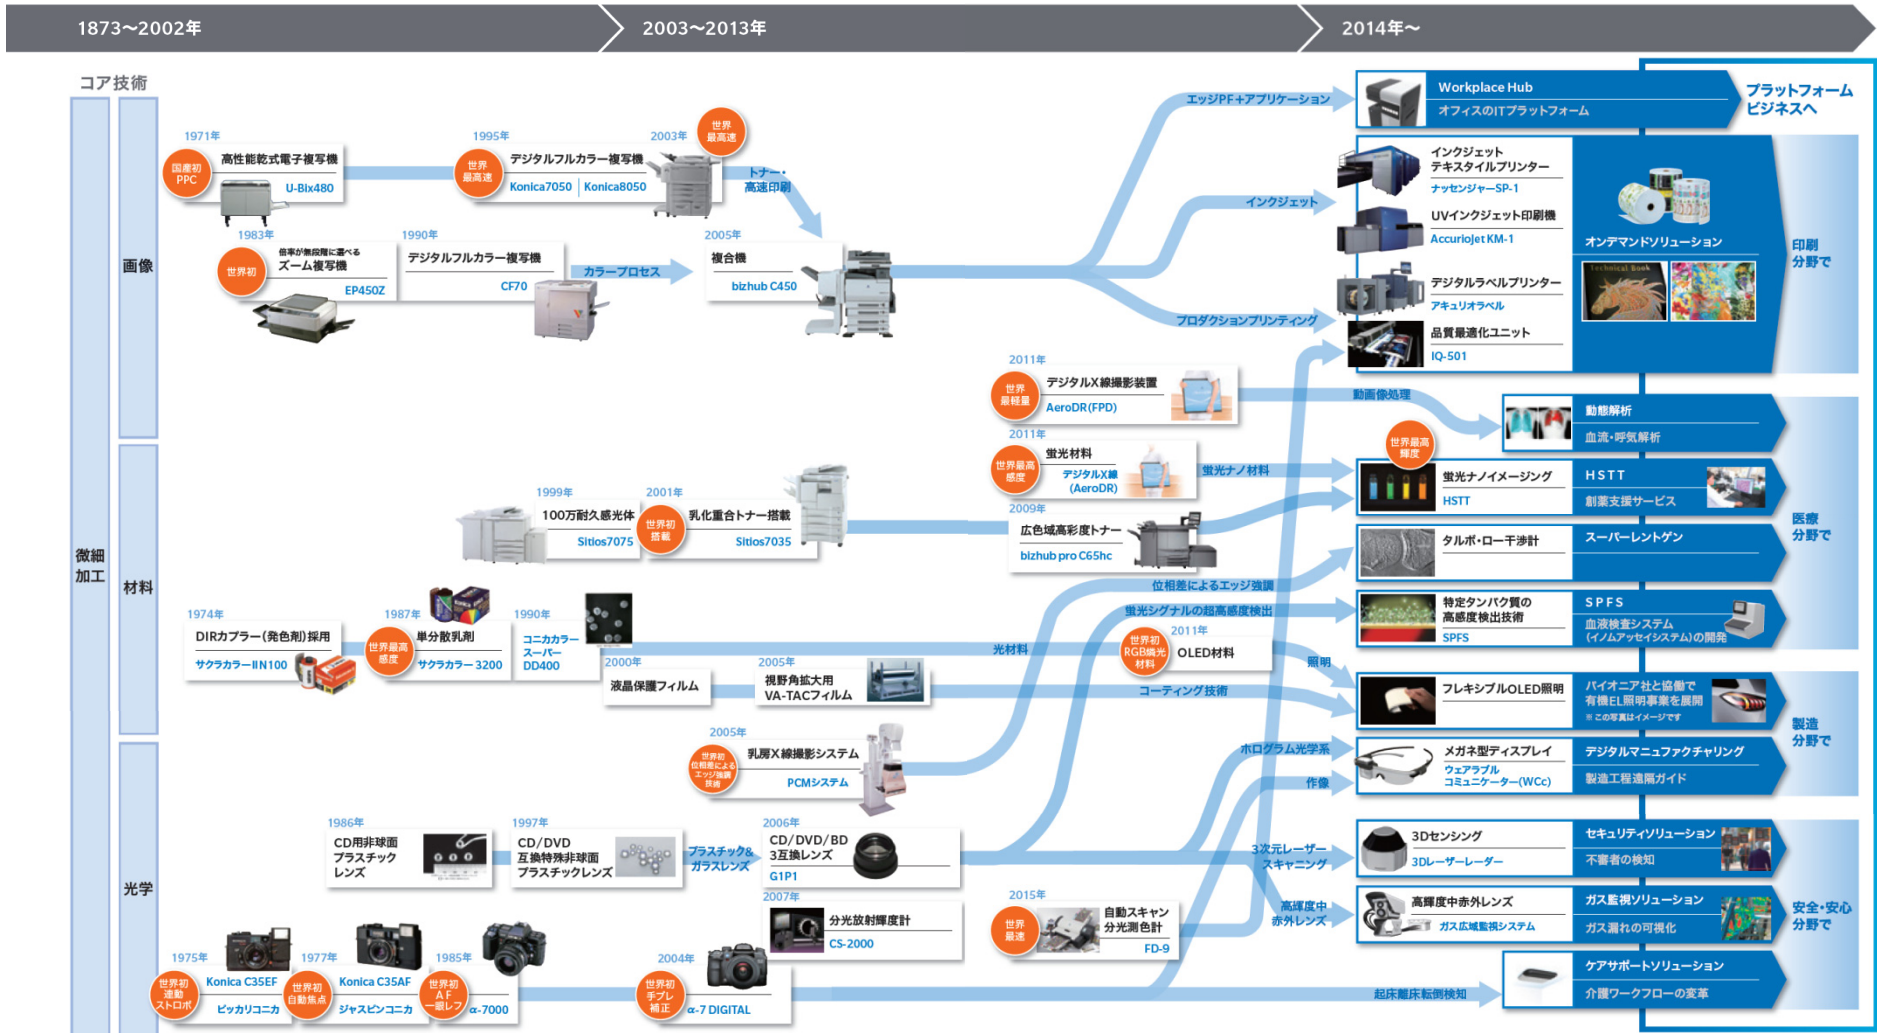 1873～2002年
2003～2013年
2014年～
コア技術
微細
加工
画像
材料
光学
1971年
国産初
PPC
高性能乾式電子複写機
U-Bix480
1995年
世界
最高速
デジタルフルカラー複写機
Konica7050
Konica8050
2003年
世界
最高速
トナー・
高速印刷
1983年
世界初
倍率が無段階に選べる
ズーム複写機
EP450Z
1990年
デジタルフルカラー複写機
CF70
カラープロセス
2005年
複合機
bizhub C450
エッジPF＋アプリケーション
インクジェット
プロダクションプリンティング
Workplace Hub
オフィスのITプラットフォーム
プラットフォーム
ビジネスへ
インクジェット
テキスタイルプリンター
ナッセンジャーSP-1
UVインクジェット印刷機
AccurioJet KM-1
デジタルラベルプリンター
アキュリオラベル
品質最適化ユニット
IQ-501
オンデマンドソリューション
Technical Book
印刷
分野で
2011年
世界
最軽量
デジタルX線撮影装置
AeroDR(FPD)
動画像処理
動態解析
血流・呼気解析
2011年
世界最高
感度
蛍光材料
デジタルX線
(AeroDR)
蛍光ナノ材料
世界最高
輝度
蛍光ナノイメージング
HSTT
HSTT
創薬支援サービス
1999年
100万耐久感光体
Sitios7075
2001年
世界初
搭載
乳化重合トナー搭載
Sitios7035
2009年
広色域高彩度トナー
bizhub pro C65hc
タルボ・ロー干渉計
スーパーレントゲン
医療
分野で
位相差によるエッジ強調
蛍光シグナルの超高感度検出
特定タンパク質の
高感度検出技術
SPFS
SPFS
血液検査システム
(イノムアッセイシステム)の開発
1974年
DIRカプラー（発色剤）採用
サクラカラーⅡN100
1987年
世界最高
感度
単分散乳剤
サクラカラー 3200
1990年
コニカカラー
スーパー
DD400
光材料
世界初
RGB燐光
材料
2011年
OLED材料
照明
2000年
液晶保護フィルム
2005年
視野角拡大用
VA-TACフィルム
コーティング技術
フレキシブルOLED照明
パイオニア社と協働で
有機EL照明事業を展開
※ この写真はイメージです
製造
分野で
2005年
世界初
位相差による
エッジ強調
技術
乳房X線撮影システム
PCMシステム
ホログラム光学系
作像
メガネ型ディスプレイ
ウェアラブル
コミュニケーター(WCc)
デジタルマニュファクチャリング
製造工程遠隔ガイド
1986年
CD用非球面
プラスチック
レンズ
1997年
CD/DVD
互換特殊非球面
プラスチックレンズ
プラスチック&
ガラスレンズ
2006年
CD/DVD/BD
3互換レンズ
G1P1
3次元レーザー
スキャニング
3Dセンシング
3Dレーザーレーダー
セキュリティソリューション
不審者の検知
2007年
分光放射輝度計
CS-2000
2015年
世界
最速
自動スキャン
分光測色計
FD-9
高輝度中
赤外レンズ
高輝度中赤外レンズ
ガス広域監視システム
ガス監視ソリューション
ガス漏れの可視化
安全・安心
分野で
1975年
世界初
連動
ストロボ
Konica C35EF
ピッカリコニカ
1977年
世界初
自動焦点
Konica C35AF
ジャスピンコニカ
1985年
世界初
AF
一眼レフ
α-7000
2004年
世界初
手ブレ
補正
α-7 DIGITAL
起床離床転倒検知
ケアサポートソリューション
介護ワークフローの変革